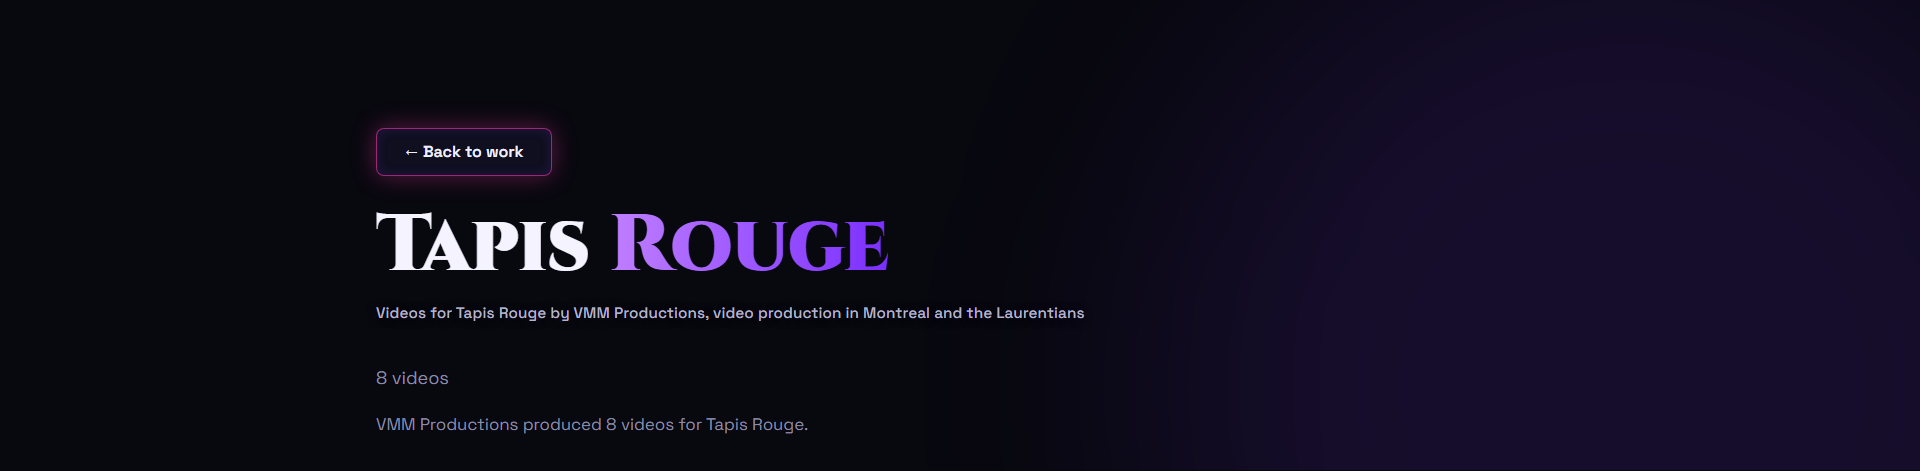 ← Back to work
Tapis Rouge
Videos for Tapis Rouge by VMM Productions, video production in Montreal and the Laurentians
8 videos
VMM Productions produced 8 videos for Tapis Rouge.